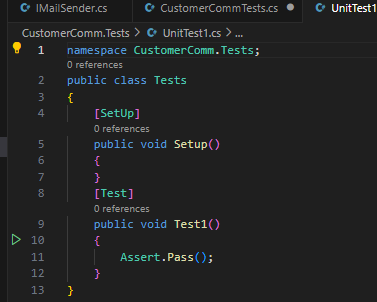 IMailSender.cs
CustomerCommTests.cs
UnitTest1
CustomerComm.Tests > UnitTest1.cs > ...
1 namespace CustomerComm.Tests;
0 references
2 public class Tests
3 {
4 [SetUp]
0 references
5 public void Setup()
6 {
7 }
8 [Test]
0 references
9 public void Test1()
10 {
11 Assert.Pass();
12 }
13 }